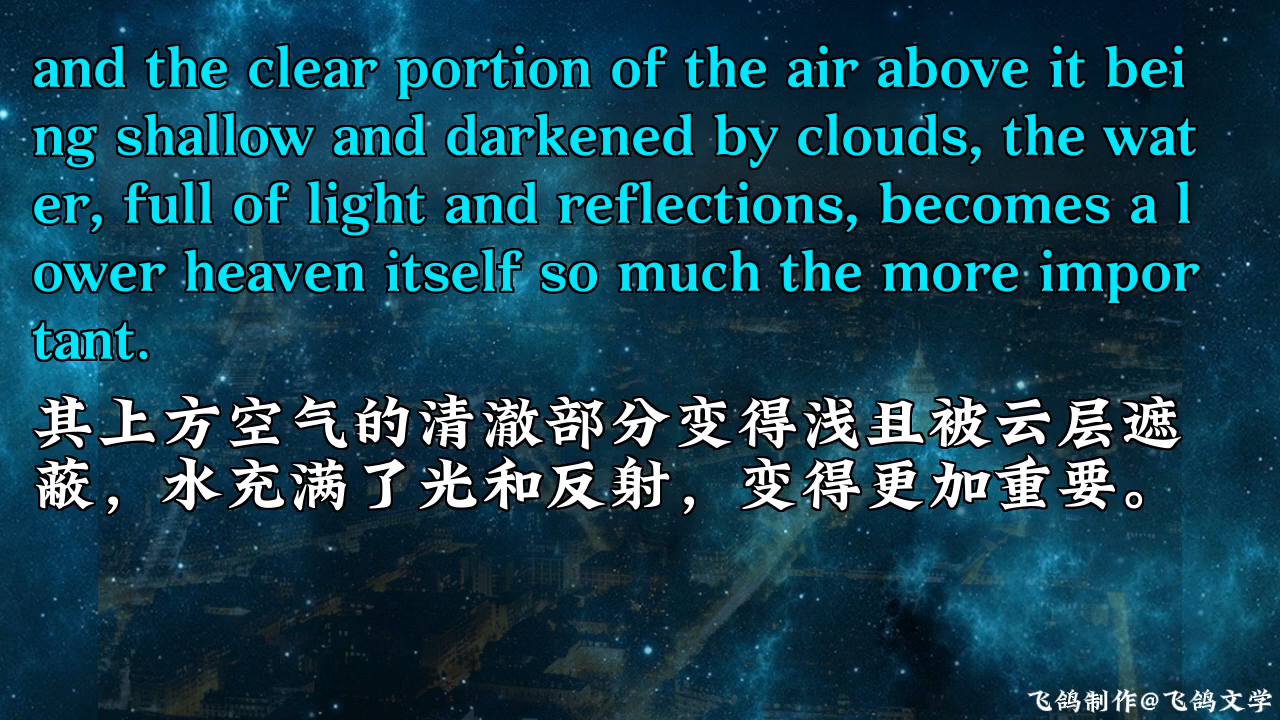 and the clear portion of the air above it bei
ng shallow and darkened by clouds, the wat
er, full of light and reflections, becomes a l
ower heaven itself so much the more impor
tant.
其上方空气的清澈部分变得浅且被云层遮
蔽，水充满了光和反射，变得更加重要。
飞鸽制作@飞鸽文学